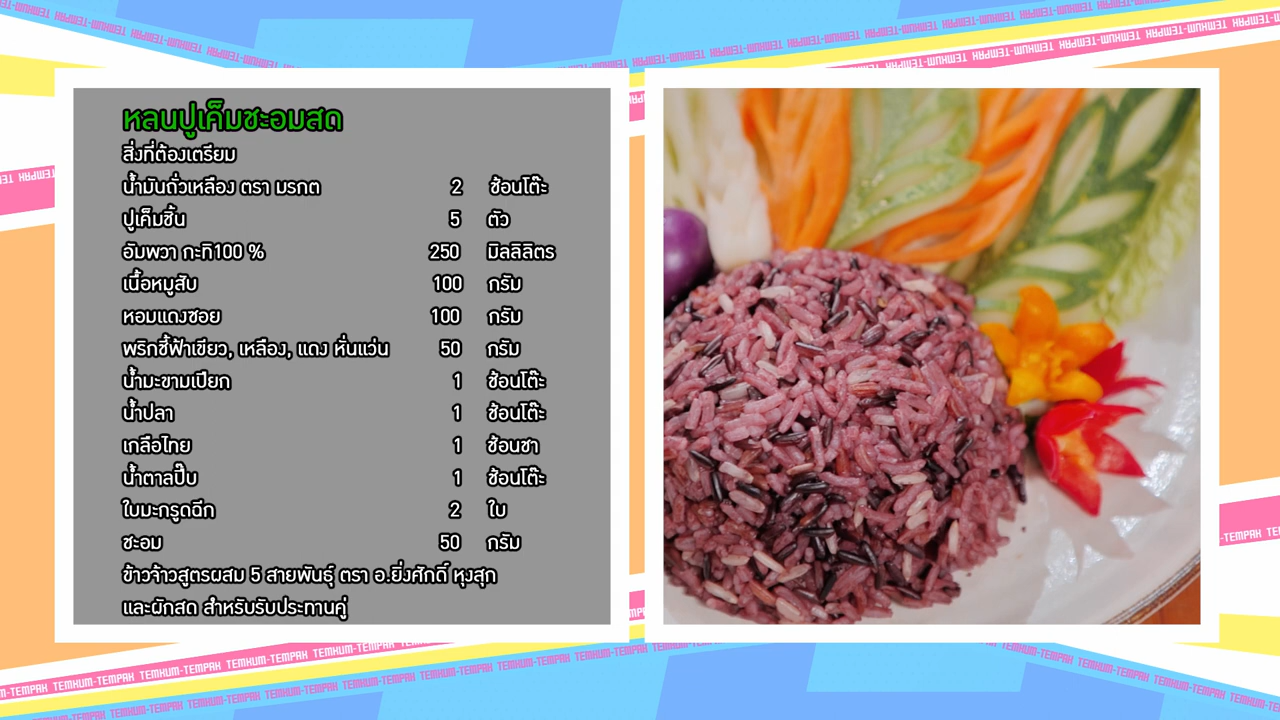 หลนปูเค็มชะอมสด
สิ่งที่ต้องเตรียม
น้ำมันถั่วเหลือง ตรา มรกต 2 ช้อนโต๊ะ
ปูเค็มชิ้น 5 ตัว
อัมพวา กะทิ100 % 250 มิลลิลิตร
เนื้อหมูสับ 100 กรัม
หอมแดงซอย 100 กรัม
พริกชี้ฟ้าเขียว, เหลือง, แดง หั่นแว่น 50 กรัม
น้ำมะขามเปียก 1 ช้อนโต๊ะ
น้ำปลา 1 ช้อนโต๊ะ
เกลือไทย 1 ช้อนชา
น้ำตาลปี๊บ 1 ช้อนโต๊ะ
ใบมะกรูดฉีก 2 ใบ
ชะอม 50 กรัม
ข้าวจ้าวสูตรผสม 5 สายพันธุ์ ตรา อ.ยิ่งศักดิ์ หุงสุก
และผักสด สำหรับรับประทานคู่
TEMXUM-TEMPAK TEMXUM-TEMPAK TEMXUM-TEMPAK TEMXUM-TEMPAK